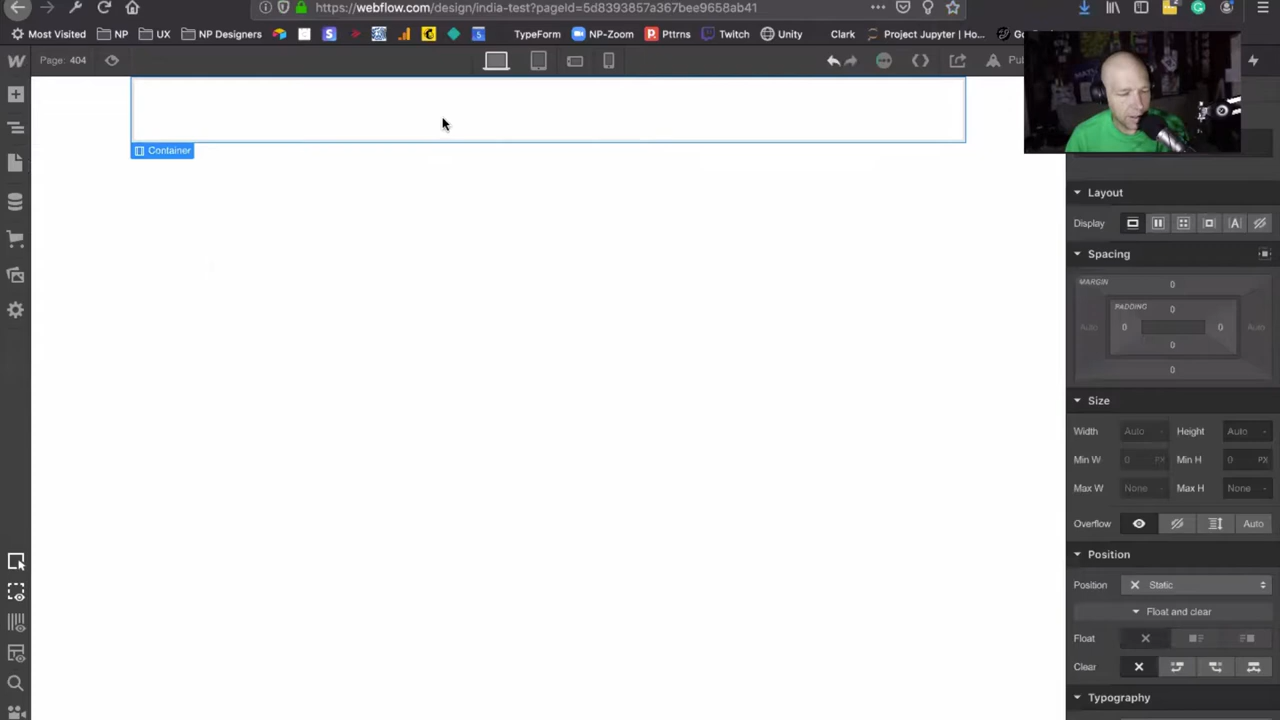 https://webflow.com/design/india-test?pageId=5d8393857a367bee9658ab41
Most Visited NP UX NP Designers TypeForm NP-Zoom Pttrns Twitch Unity Clark Project Jupyter | Ho...
Page: 404
Container
Layout
Display
Spacing
MARGIN
0
PADDING
0
Auto 0 0 Auto
0
0
Size
Width Auto - Height Auto -
Min W 0 PX Min H 0 PX
Max W None - Max H None -
Overflow Auto
Position
Position Static
Float and clear
Float
Clear
Typography